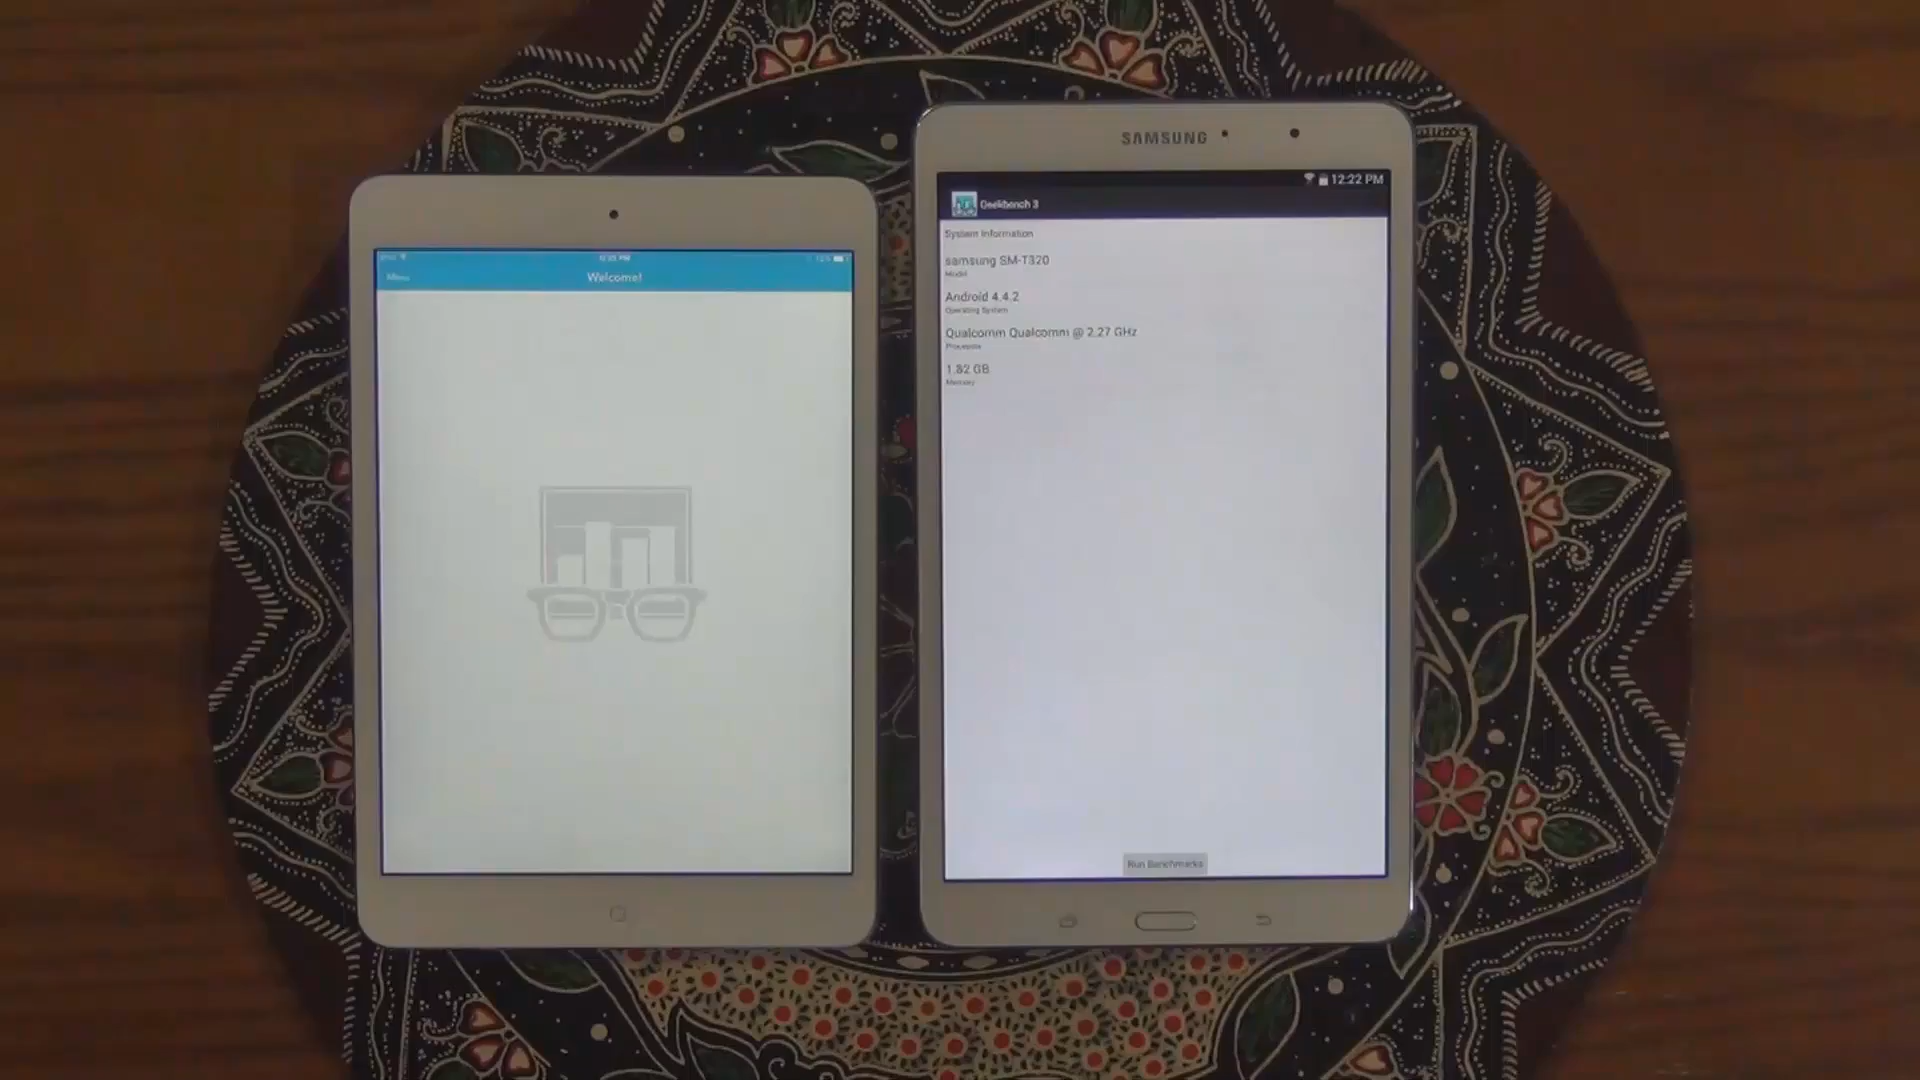 Menu
Welcome!
SAMSUNG
12:22 PM
Geekbench 3
System Information
samsung SM-T320
Model
Android 4.4.2
Operating System
Qualcomm Qualcomm @ 2.27 GHz
Processor
1.82 GB
Memory
Run Benchmarks